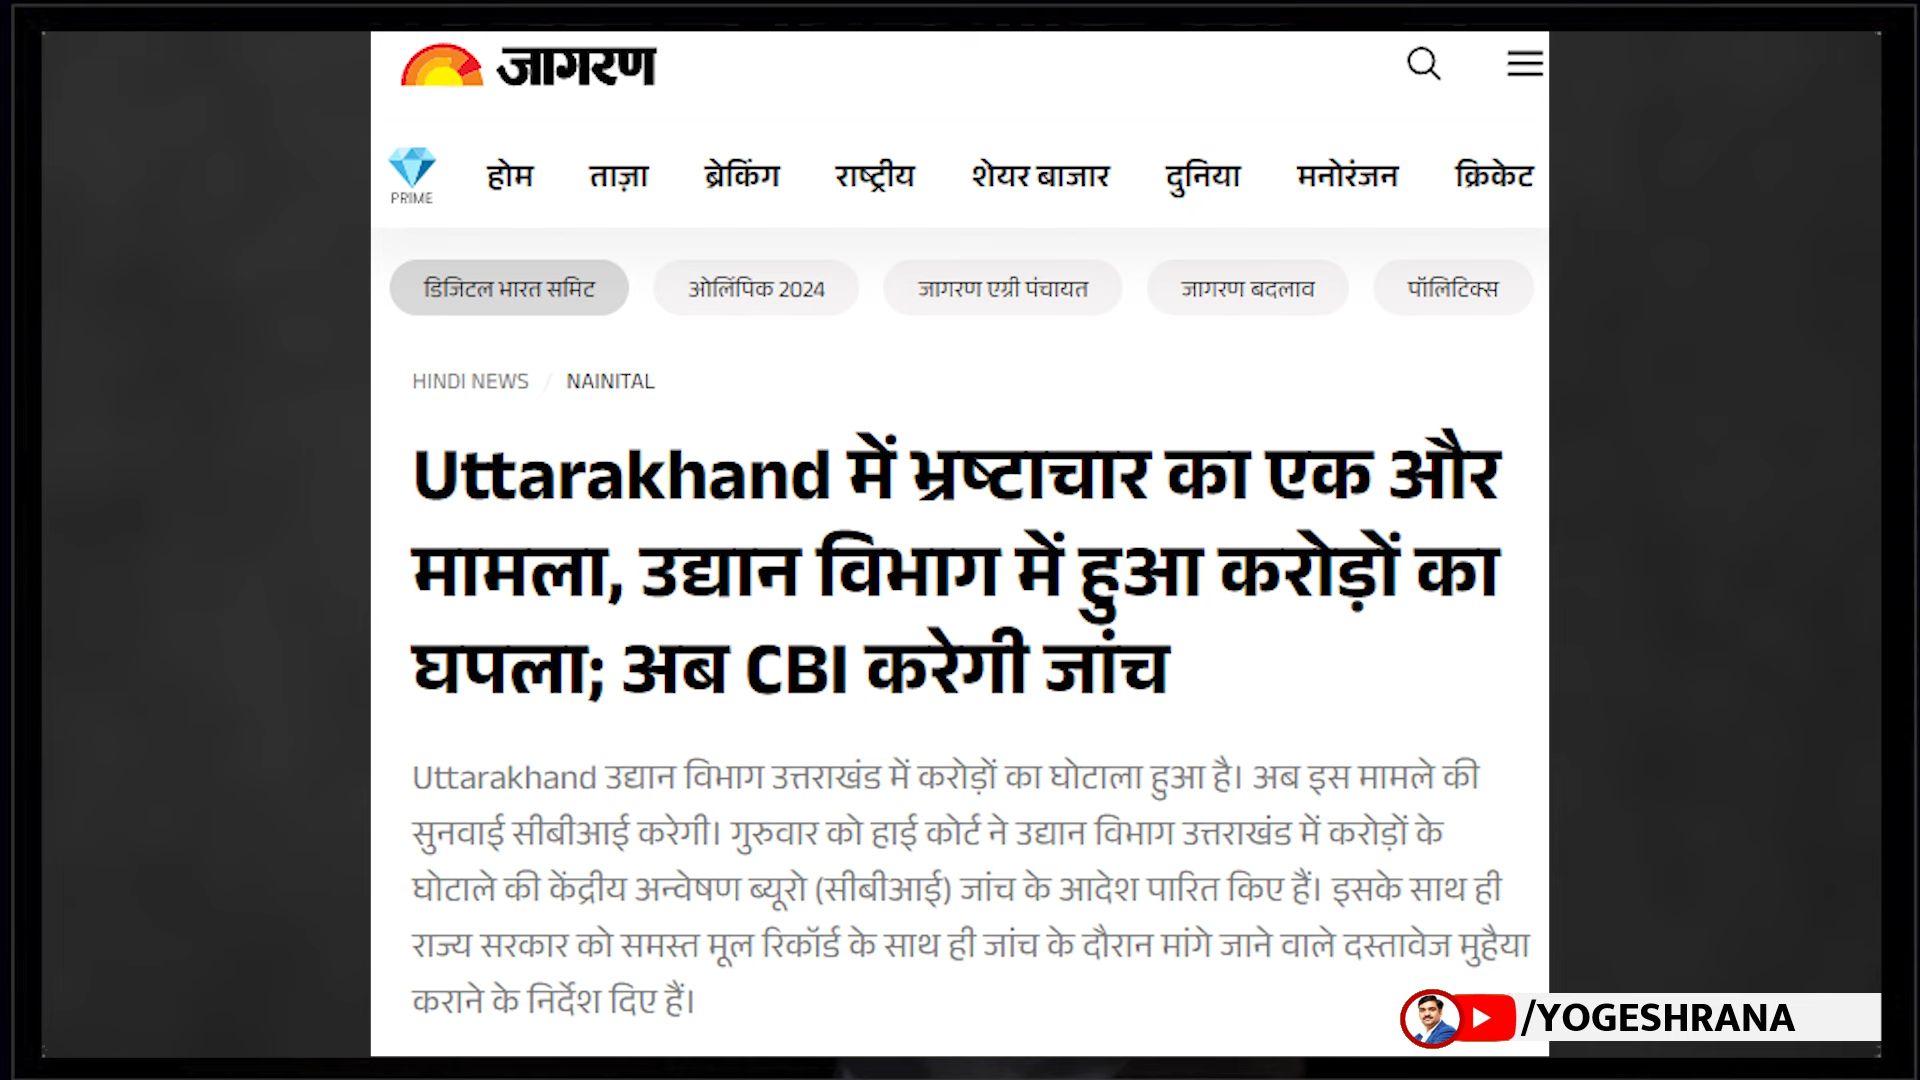 जागरण
PRIME
होम ताज़ा ब्रेकिंग राष्ट्रीय शेयर बाजार दुनिया मनोरंजन क्रिकेट
डिजिटल भारत समिट ओलिंपिक 2024 जागरण एग्री पंचायत जागरण बदलाव पॉलिटिक्स
HINDI NEWS / NAINITAL
Uttarakhand में भ्रष्टाचार का एक और
मामला, उद्यान विभाग में हुआ करोड़ों का
घपला; अब CBI करेगी जांच
Uttarakhand उद्यान विभाग उत्तराखंड में करोड़ों का घोटाला हुआ है। अब इस मामले की
सुनवाई सीबीआई करेगी। गुरुवार को हाई कोर्ट ने उद्यान विभाग उत्तराखंड में करोड़ों के
घोटाले की केंद्रीय अन्वेषण ब्यूरो (सीबीआई) जांच के आदेश पारित किए हैं। इसके साथ ही
राज्य सरकार को समस्त मूल रिकॉर्ड के साथ ही जांच के दौरान मांगे जाने वाले दस्तावेज मुहैया
कराने के निर्देश दिए हैं।
/YOGESHRANA